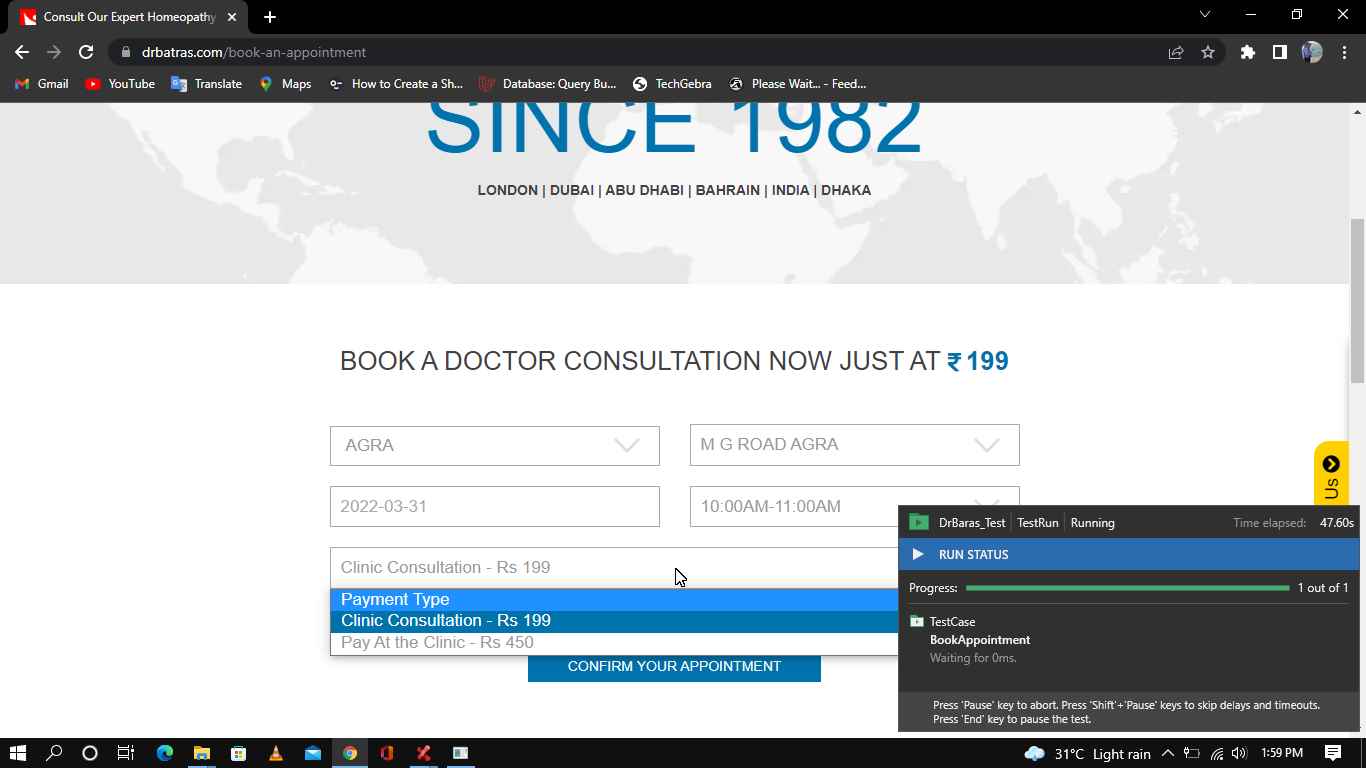 Consult Our Expert Homeopathy
drbatras.com/book-an-appointment
Gmail
YouTube
Translate
Maps
How to Create a Sh...
Database: Query Bu...
TechGebra
Please Wait... - Feed...
SINCE 1982
LONDON | DUBAI | ABU DHABI | BAHRAIN | INDIA | DHAKA
BOOK A DOCTOR CONSULTATION NOW JUST AT ₹ 199
AGRA
M G ROAD AGRA
2022-03-31
10:00AM-11:00AM
Us
Clinic Consultation - Rs 199
Payment Type
Clinic Consultation - Rs 199
Pay At the Clinic - Rs 450
CONFIRM YOUR APPOINTMENT
DrBaras_Test
TestRun
Running
Time elapsed: 47.60s
RUN STATUS
Progress:
1 out of 1
TestCase
BookAppointment
Waiting for 0ms.
Press 'Pause' key to abort. Press 'Shift'+'Pause' keys to skip delays and timeouts.
Press 'End' key to pause the test.
31°C Light rain
1:59 PM